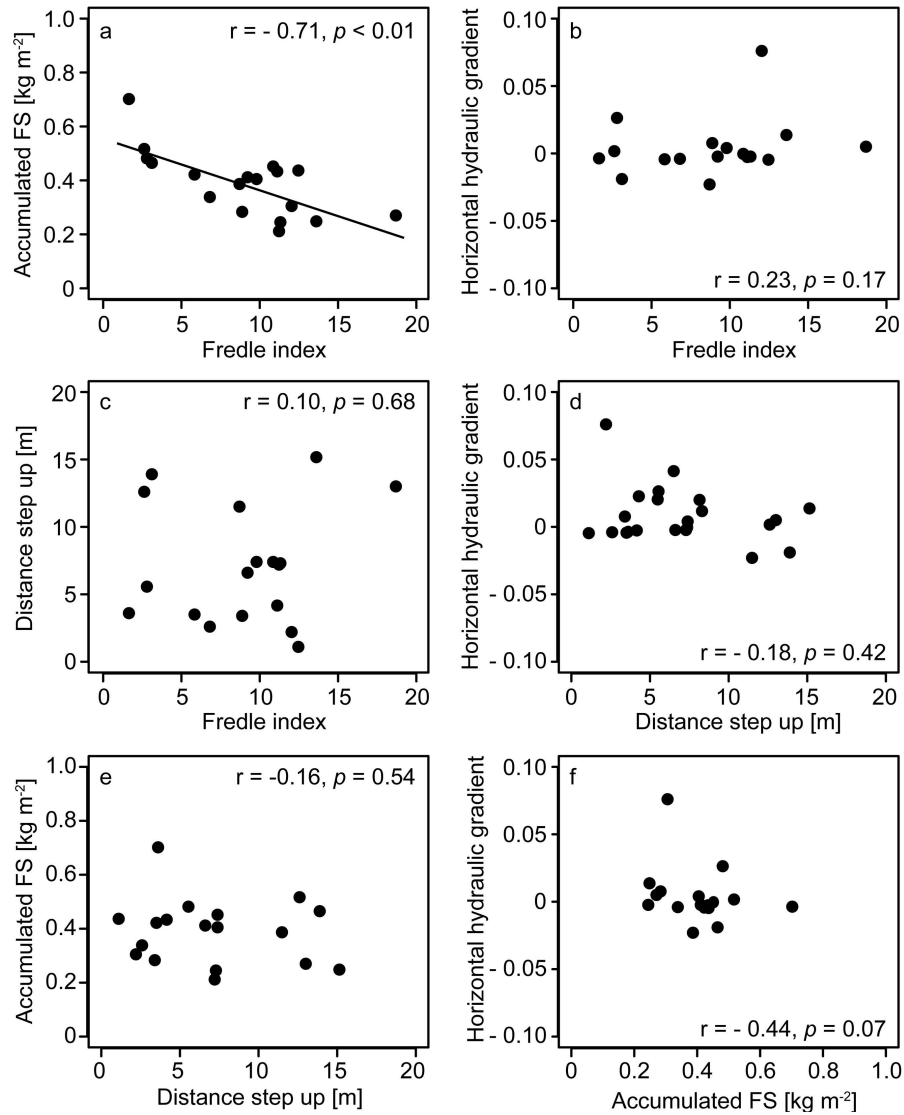 a
r = - 0.71, p < 0.01
Accumulated FS [kg m-2]
1.0
0.8
0.6
0.4
0.2
0
0 5 10 15 20
Fredle index
b
Horizontal hydraulic gradient
0.10
0.05
0
- 0.05
- 0.10
r = 0.23, p = 0.17
0 5 10 15 20
Fredle index
c
r = 0.10, p = 0.68
Distance step up [m]
20
15
10
5
0
0 5 10 15 20
Fredle index
d
Horizontal hydraulic gradient
0.10
0.05
0
- 0.05
- 0.10
r = - 0.18, p = 0.42
0 5 10 15 20
Distance step up [m]
e
r = -0.16, p = 0.54
Accumulated FS [kg m-2]
1.0
0.8
0.6
0.4
0.2
0
0 5 10 15 20
Distance step up [m]
f
Horizontal hydraulic gradient
0.10
0.05
0
- 0.05
- 0.10
r = - 0.44, p = 0.07
0 0.2 0.4 0.6 0.8 1.0
Accumulated FS [kg m-2]